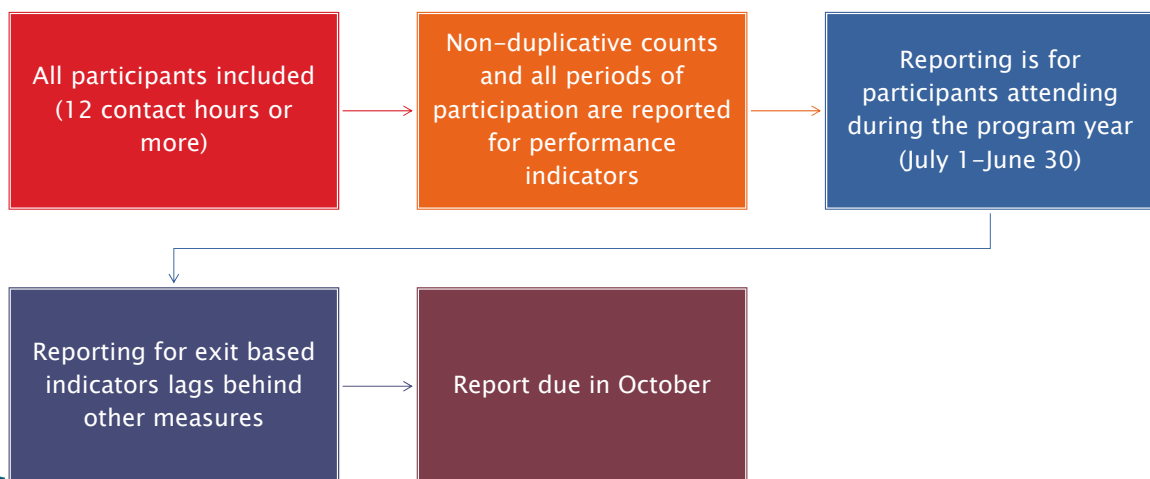 All participants included
(12 contact hours or
more)
Non-duplicative counts
and all periods of
participation are reported
for performance
indicators
Reporting is for
participants attending
during the program year
(July 1-June 30)
Reporting for exit based
indicators lags behind
other measures
Report due in October